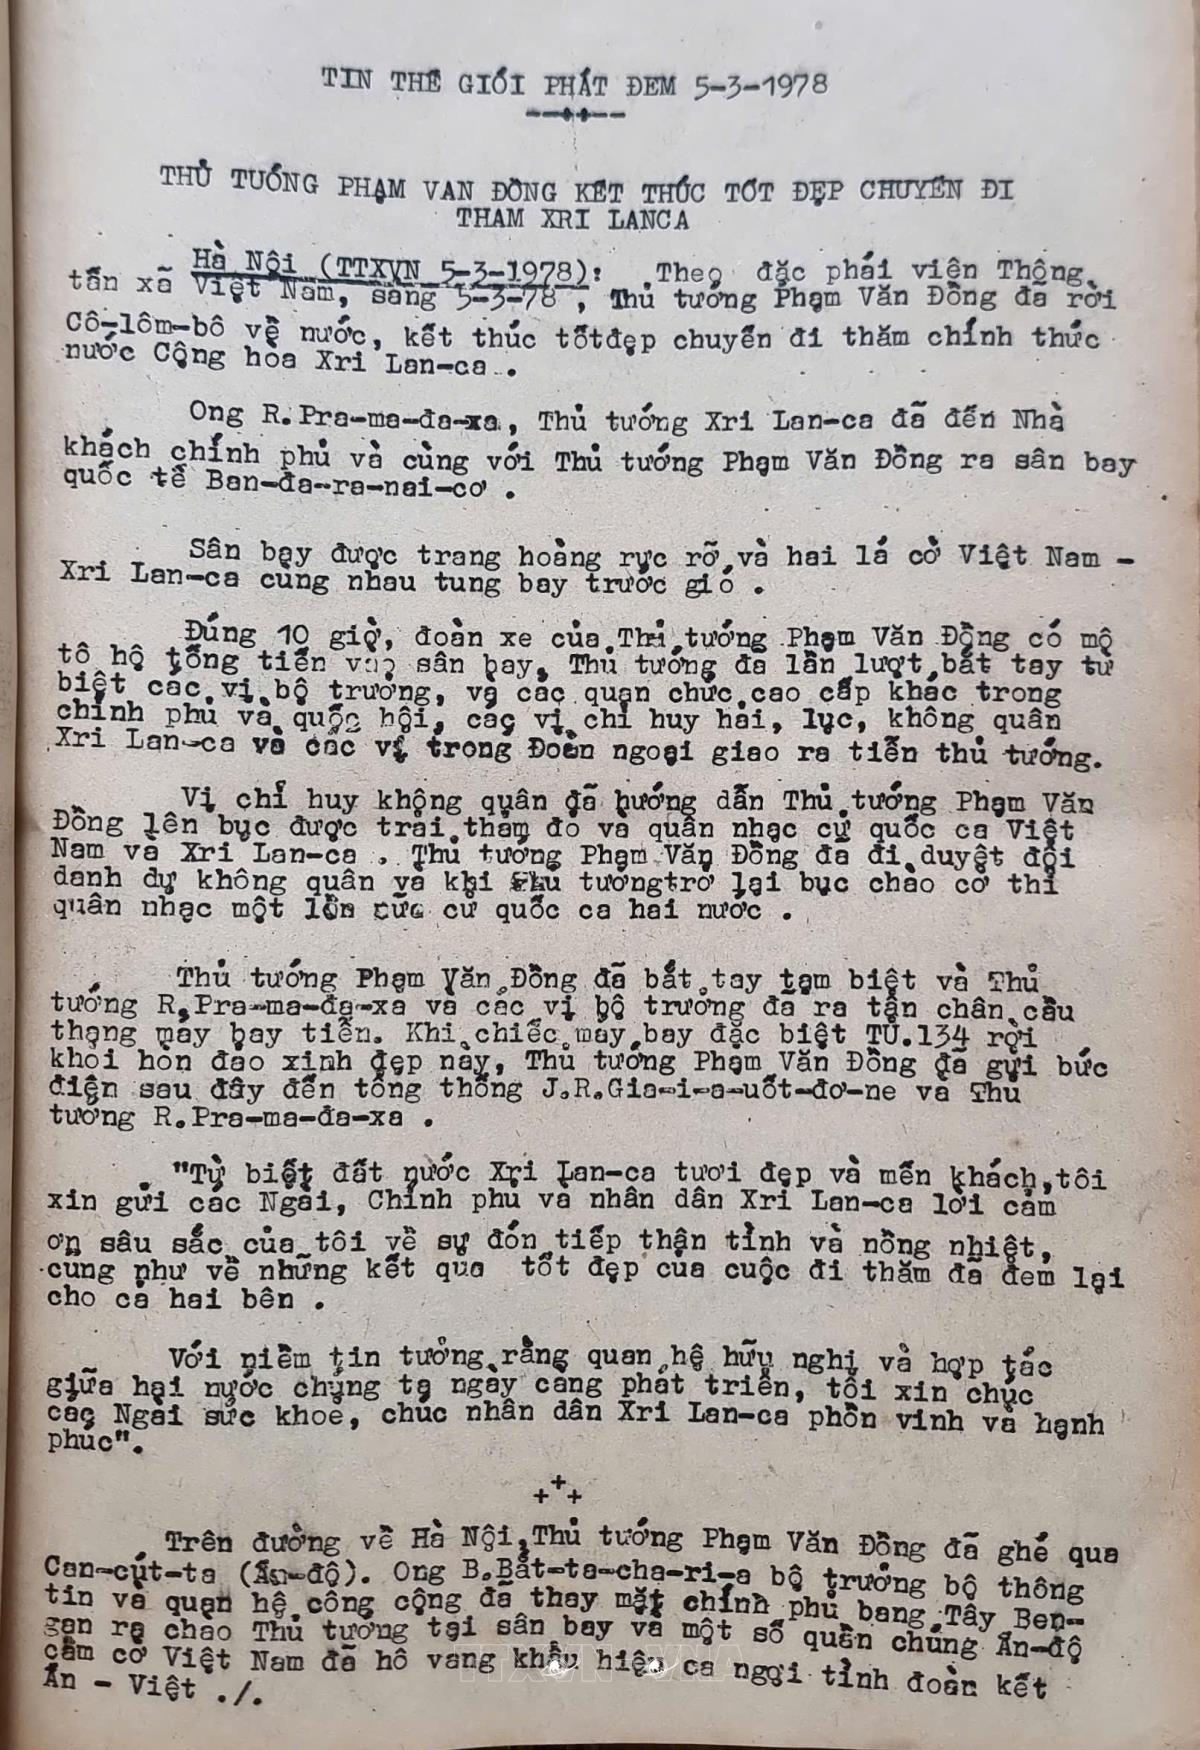 TIN THẾ GIỚI PHÁT ĐEM 5-3-1978
THỦ TUỚNG PHẠM VAN ĐỒNG KẾT THÚC TỐT ĐẸP CHUYẾN ĐI
THAM XRI LANCA
Hà Nội (TTXVN 5-3-1978): Theo đặc phái viên Thông
tấn xã Việt Nam, sáng 5-3-78 , Thủ tướng Phạm Văn Đồng đã rời
Cô-lôm-bô về nước, kết thúc tốtđẹp chuyến đi thăm chính thức
nước Cộng hòa Xri Lan-ca .
Ong R.Pra-ma-đa-xa, Thủ tướng Xri Lan-ca đã đến Nhà
khách chính phủ và cùng với Thủ tướng Phạm Văn Đồng ra sân bay
quốc tế Ban-đa-ra-nai-cơ .
Sân bay được trang hoàng rực rỡ và hai lá cờ Việt Nam -
Xri Lan-ca cùng nhau tung bay trước gió .
Đúng 10 giờ, đoàn xe của Thủ tướng Phạm Văn Đồng có mô
tô hộ tống tiến vào sân bay, Thủ tướng đã lần lượt bắt tay từ
biệt các vị bộ trưởng, và các quan chức cao cấp khác trong
chính phủ và quốc hội, các vị chỉ huy hải, lục, không quân
Xri Lan-ca và các vị trong Đoàn ngoại giao ra tiễn thủ tướng.
Vị chỉ huy không quân đã hướng dẫn Thủ tướng Phạm Văn
Đồng lên bục được trải thảm đỏ và quân nhạc cử quốc ca Việt
Nam và Xri Lan-ca . Thủ tướng Phạm Văn Đồng đã đi duyệt đội
danh dự không quân và khi Thủ tướngtrở lại bục chào cờ thì
quân nhạc một lần nữa cử quốc ca hai nước .
Thủ tướng Phạm Văn Đồng đã bắt tay tạm biệt và Thủ
tướng R.Pra-ma-đa-xa và các vị bộ trưởng đã ra tận chân cầu
thang máy bay tiễn. Khi chiếc máy bay đặc biệt TU.134 rời
khỏi hòn đảo xinh đẹp này, Thủ tướng Phạm Văn Đồng đã gửi bức
điện sau đây đến tổng thống J.R.Gia-i-a-uốt-đơ-ne và Thủ
tướng R.Pra-ma-đa-xa .
"Từ biệt đất nước Xri Lan-ca tươi đẹp và mến khách,tôi
xin gửi các Ngài, Chính phủ và nhân dân Xri Lan-ca lời cảm
ơn sâu sắc của tôi về sự đón tiếp thân tình và nồng nhiệt,
cũng như về những kết quả tốt đẹp của cuộc đi thăm đã đem lại
cho cả hai bên .
Với niềm tin tưởng rằng quan hệ hữu nghị và hợp tác
giữa hai nước chúng ta ngày càng phát triển, tôi xin chúc
các Ngài sức khoẻ, chúc nhân dân Xri Lan-ca phồn vinh và hạnh
phúc".
+++
Trên đường về Hà Nội,Thủ tướng Phạm Văn Đồng đã ghé qua
Can-cút-ta (Ấn-độ). Ong B.Bát-ta-cha-ri-a bộ trưởng bộ thông
tin và quan hệ công cộng đã thay mặt chính phủ bang Tây Ben-
gan ra chào Thủ tướng tại sân bay và một số quần chúng Ấn-độ
cầm cờ Việt Nam đã hô vang khẩu hiệu ca ngợi tình đoàn kết
Ấn - Việt ./.
TTXVN - VNA